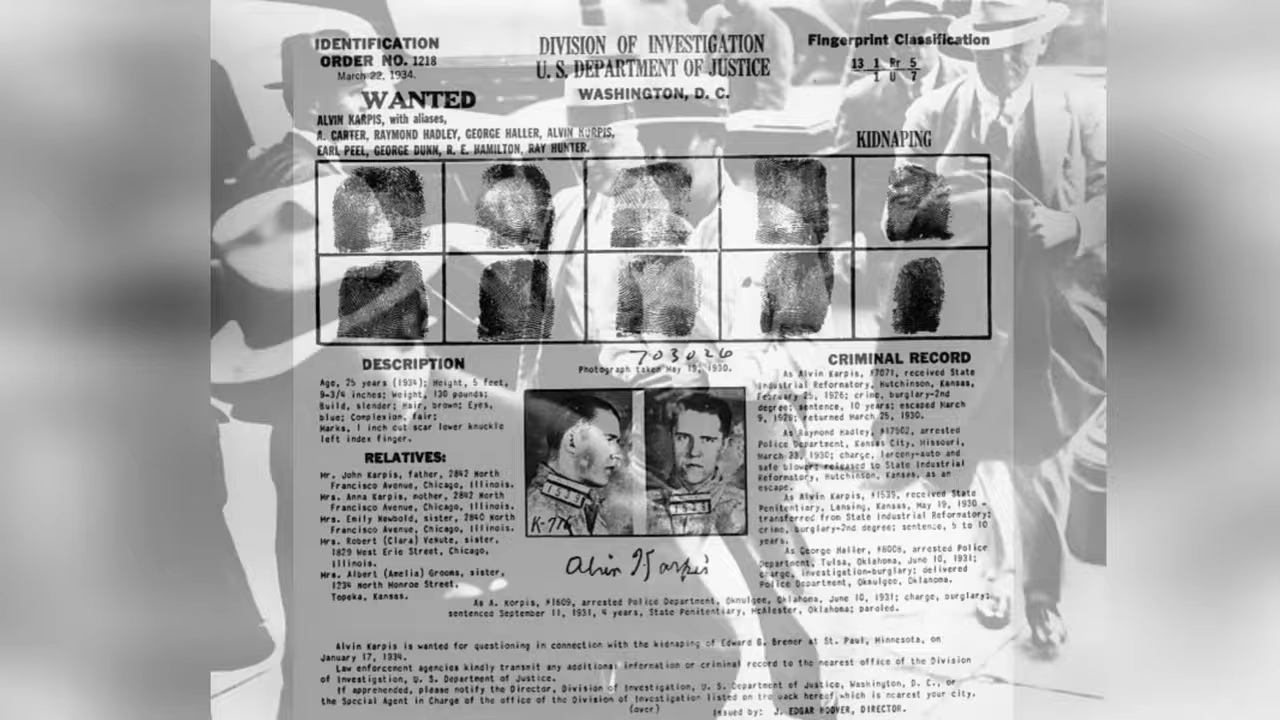 IDENTIFICATION
ORDER NO. 1218
March 22, 1934.
DIVISION OF INVESTIGATION
U. S. DEPARTMENT OF JUSTICE
WASHINGTON, D. C.
Fingerprint Classification
13 1 Rr 5
1 U 7
WANTED
ALVIN KARPIS, with aliases,
A. CARTER, RAYMOND HADLEY, GEORGE HALLER, ALVIN KORPIS,
EARL PEEL, GEORGE DUNN, R. E. HAMILTON, RAY HUNTER.
KIDNAPING
DESCRIPTION
Age, 25 years (1934); Height, 5 feet,
9-3/4 inches; Weight, 130 pounds;
Build, slender; Hair, brown; Eyes,
blue; Complexion, fair;
Marks, 1 inch cut scar lower knuckle
left index finger.
RELATIVES:
Mr. John Karpis, father, 2842 North
Francisco Avenue, Chicago, Illinois.
Mrs. Anna Karpis, mother, 2842 North
Francisco Avenue, Chicago, Illinois.
Mrs. Emily Newbold, sister, 2840 North
Francisco Avenue, Chicago, Illinois.
Mrs. Robert (Clara) Venute, sister,
1829 West Erie Street, Chicago,
Illinois.
Mrs. Albert (Amelia) Grooms, sister,
1234 North Monroe Street,
Topeka, Kansas.
703026
Photograph taken May 19, 1930.
1539
K-776
1539
Alvin Karpis
CRIMINAL RECORD
As Alvin Karpis, #7071, received State
Industrial Reformatory, Hutchinson, Kansas,
February 25, 1926; crime, burglary-2nd
degree; sentence, 10 years; escaped March
9, 1929; returned March 25, 1930.
As Raymond Hadley, #17902, arrested
Police Department, Kansas City, Missouri,
March 23, 1930; charge, larceny-auto and
safe blower; released to State Industrial
Reformatory, Hutchinson, Kansas, as an
escape.
As Alvin Karpis, #1539, received State
Penitentiary, Lansing, Kansas, May 19, 1930 -
transferred from State Industrial Reformatory;
crime, burglary-2nd degree; sentence, 5 to 10
years.
As George Haller, #8008, arrested Police
Department, Tulsa, Oklahoma, June 10, 1931;
charge, investigation-burglary; delivered
Police Department, Okmulgee, Oklahoma.
As A. Korpis, #1609, arrested Police Department, Okmulgee, Oklahoma, June 10, 1931; charge, burglary;
sentenced September 11, 1931, 4 years, State Penitentiary, McAlester, Oklahoma; paroled.
Alvin Karpis is wanted for questioning in connection with the kidnaping of Edward G. Bremer at St. Paul, Minnesota, on
January 17, 1934.
Law enforcement agencies kindly transmit any additional information or criminal record to the nearest office of the Division
of Investigation, U. S. Department of Justice.
If apprehended, please notify the Director, Division of Investigation, U. S. Department of Justice, Washington, D. C., or
the Special Agent in Charge of the office of the Division of Investigation listed on the back hereof which is nearest your city.
(over)
Issued by: J. EDGAR HOOVER, DIRECTOR.